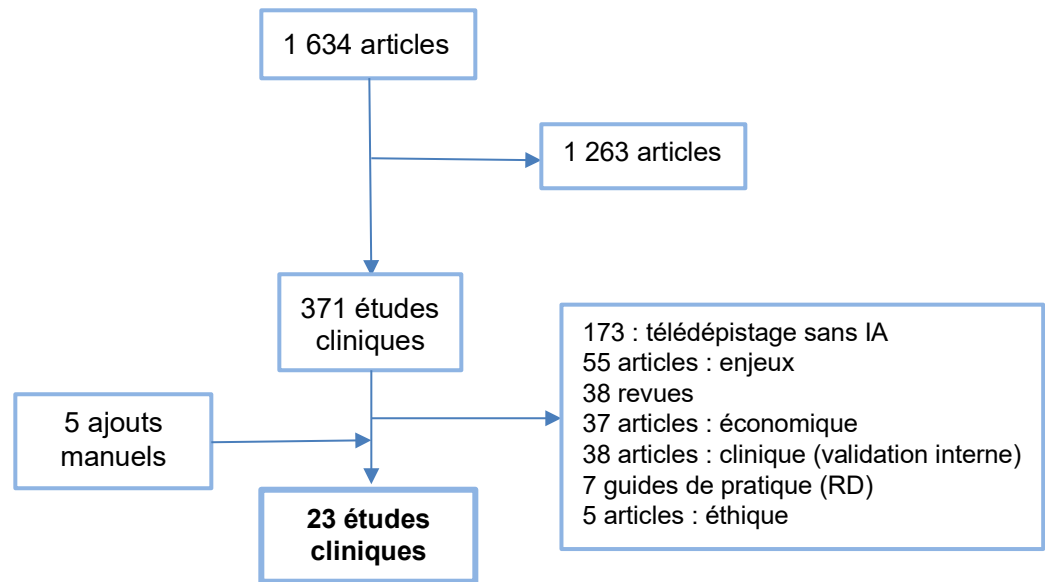 1 634 articles
1 263 articles
371 études
cliniques
173 : télédépistage sans IA
55 articles : enjeux
38 revues
37 articles : économique
38 articles : clinique (validation interne)
7 guides de pratique (RD)
5 articles : éthique
5 ajouts
manuels
23 études
cliniques